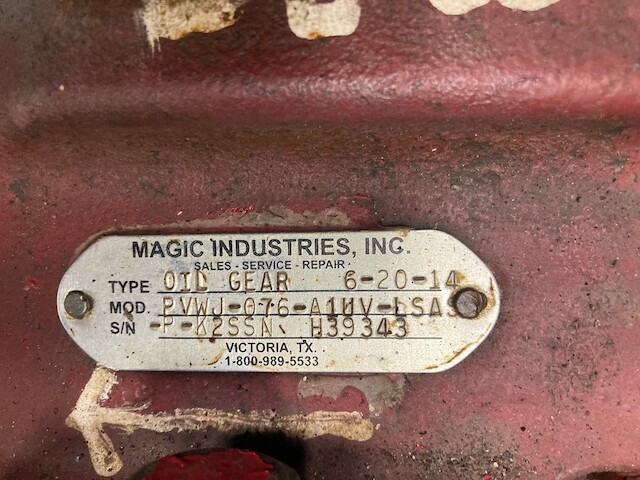 MAGIC INDUSTRIES, INC.
SALES - SERVICE - REPAIR
TYPE OIL GEAR 6-20-14
MOD. PVWJ-076-A1UV-LSAS
S/N -P-K2SSN H39343
VICTORIA, TX.
1-800-989-5533